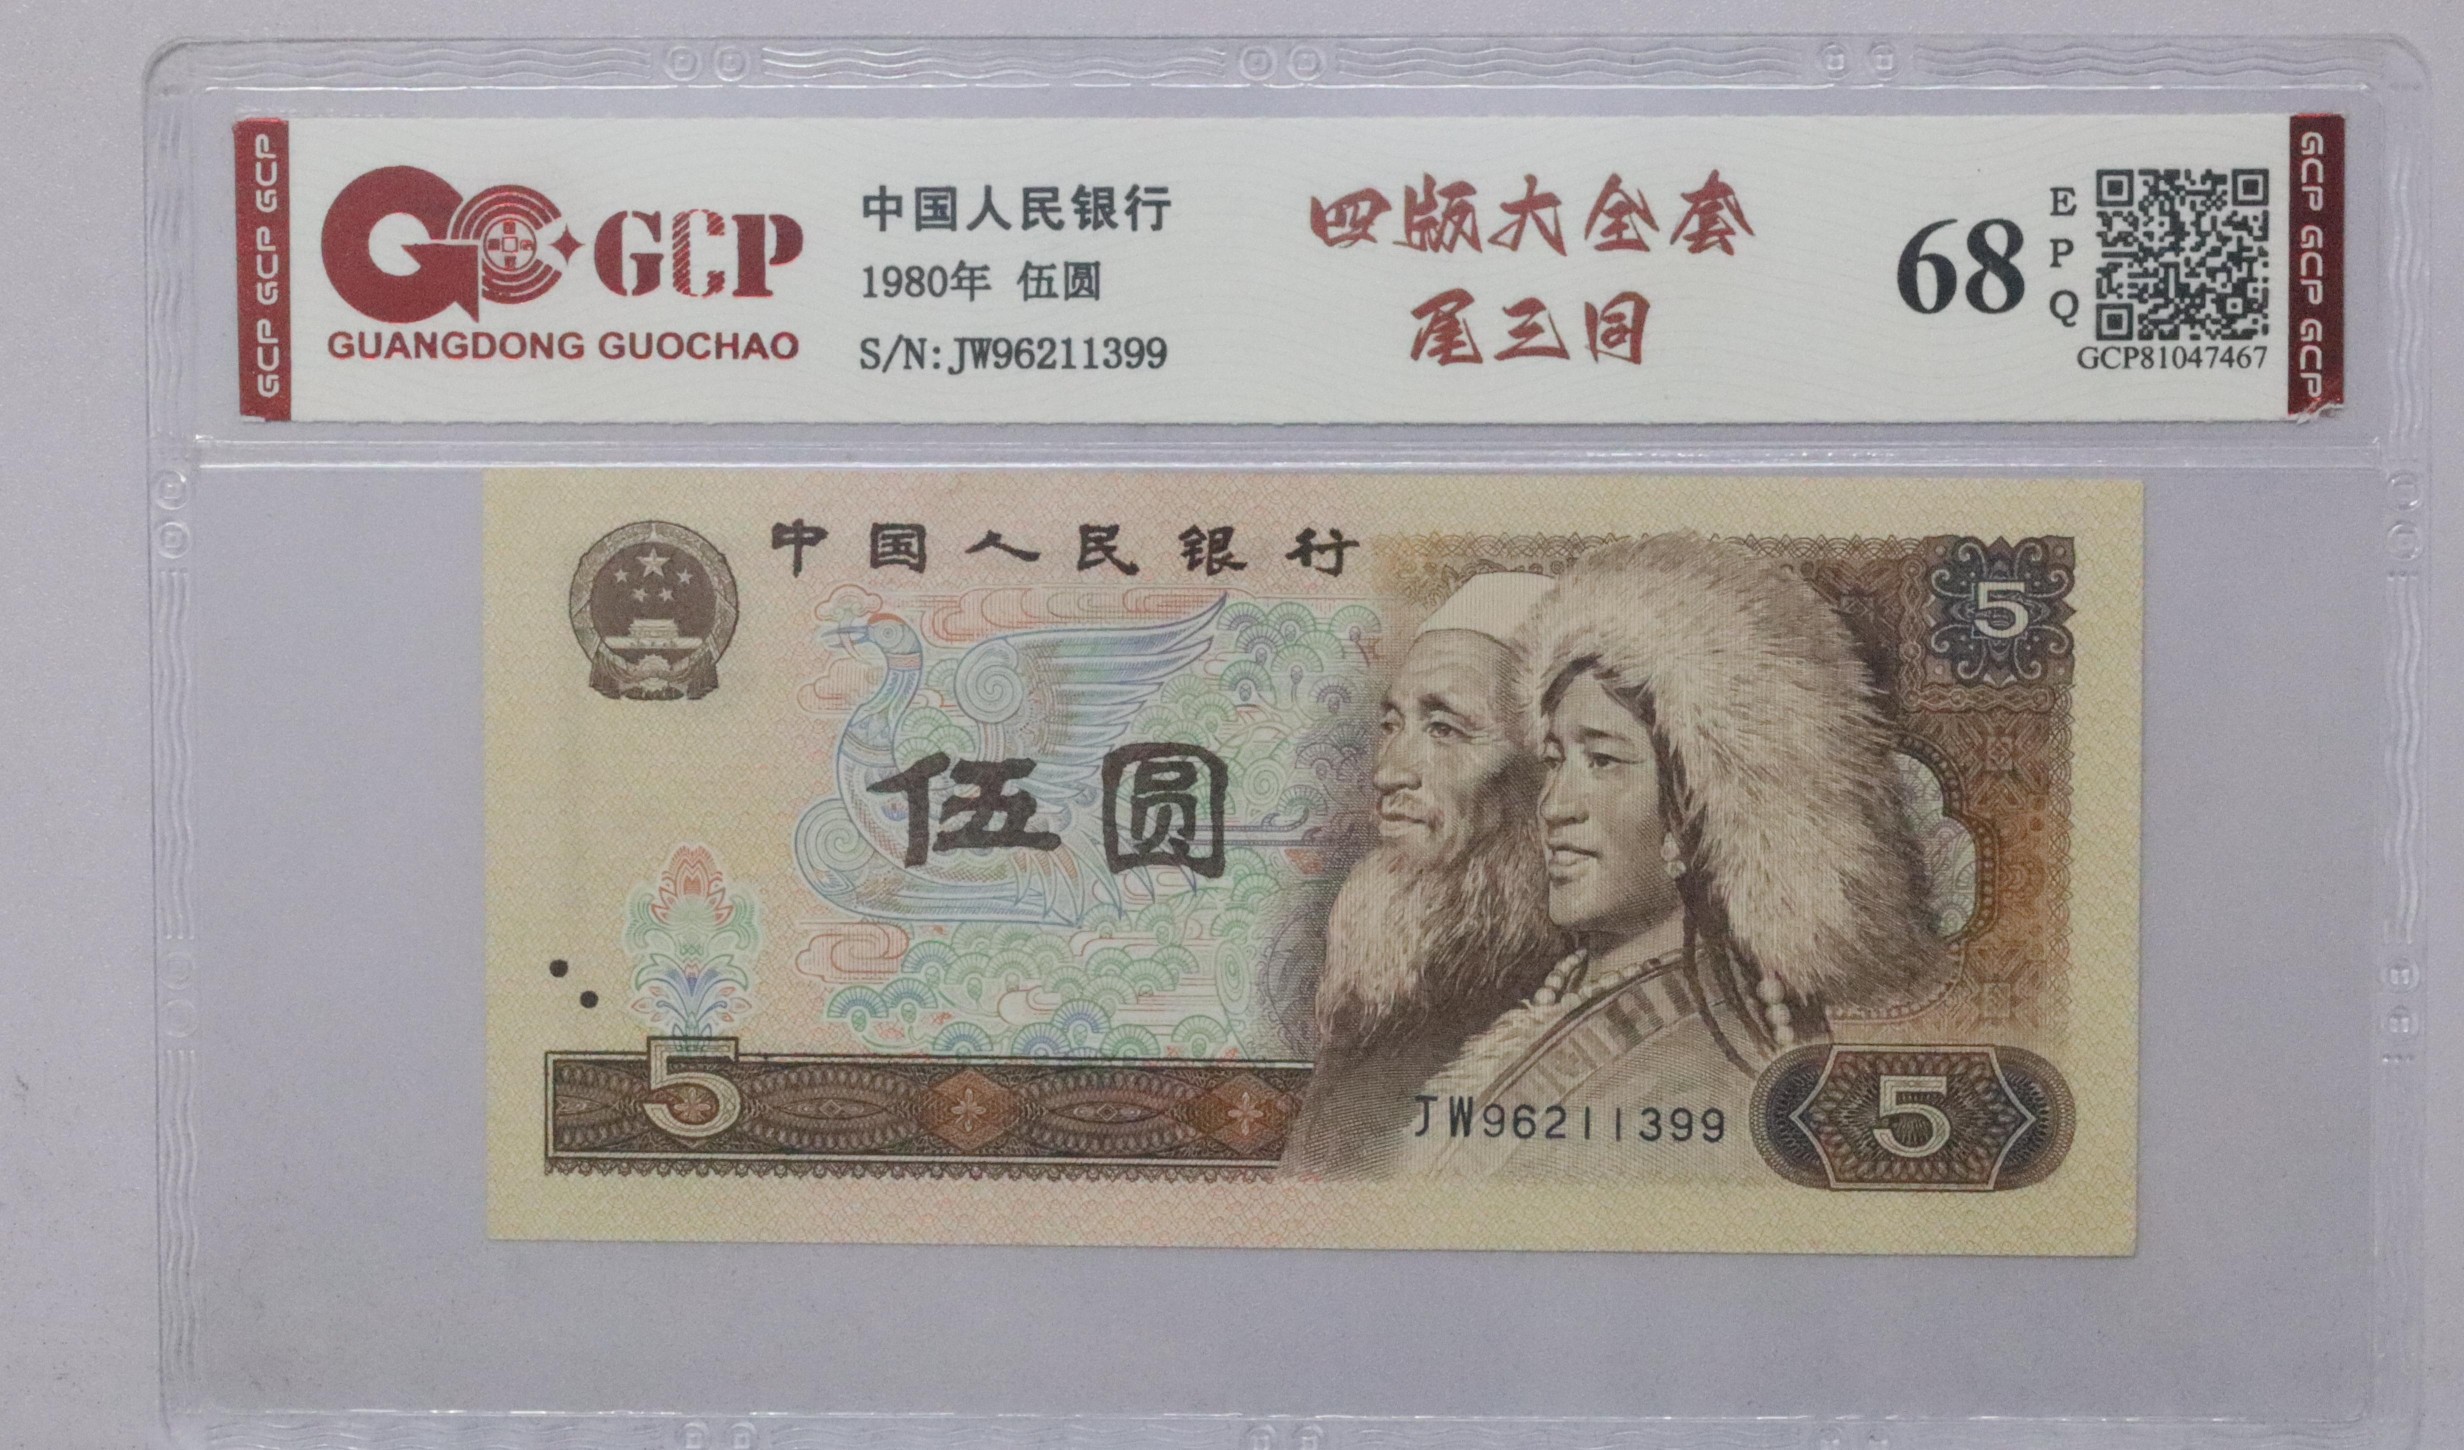 GCP GCP GCP
GCP
GUANGDONG GUOCHAO
中国人民银行
1980年 伍圆
S/N:JW96211399
四版大全套
尾三同
68
E
P
Q
GCP81047467
GCP GCP GCP
中国人民银行
5
伍圆
5
JW96211399
5